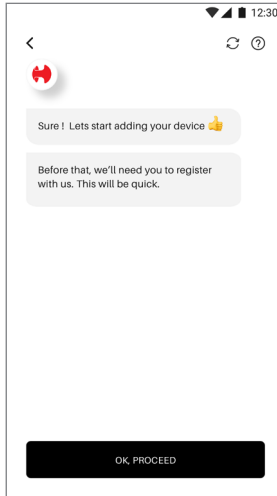 12:30
Sure ! Lets start adding your device 👍
Before that, we'll need you to register
with us. This will be quick.
OK, PROCEED